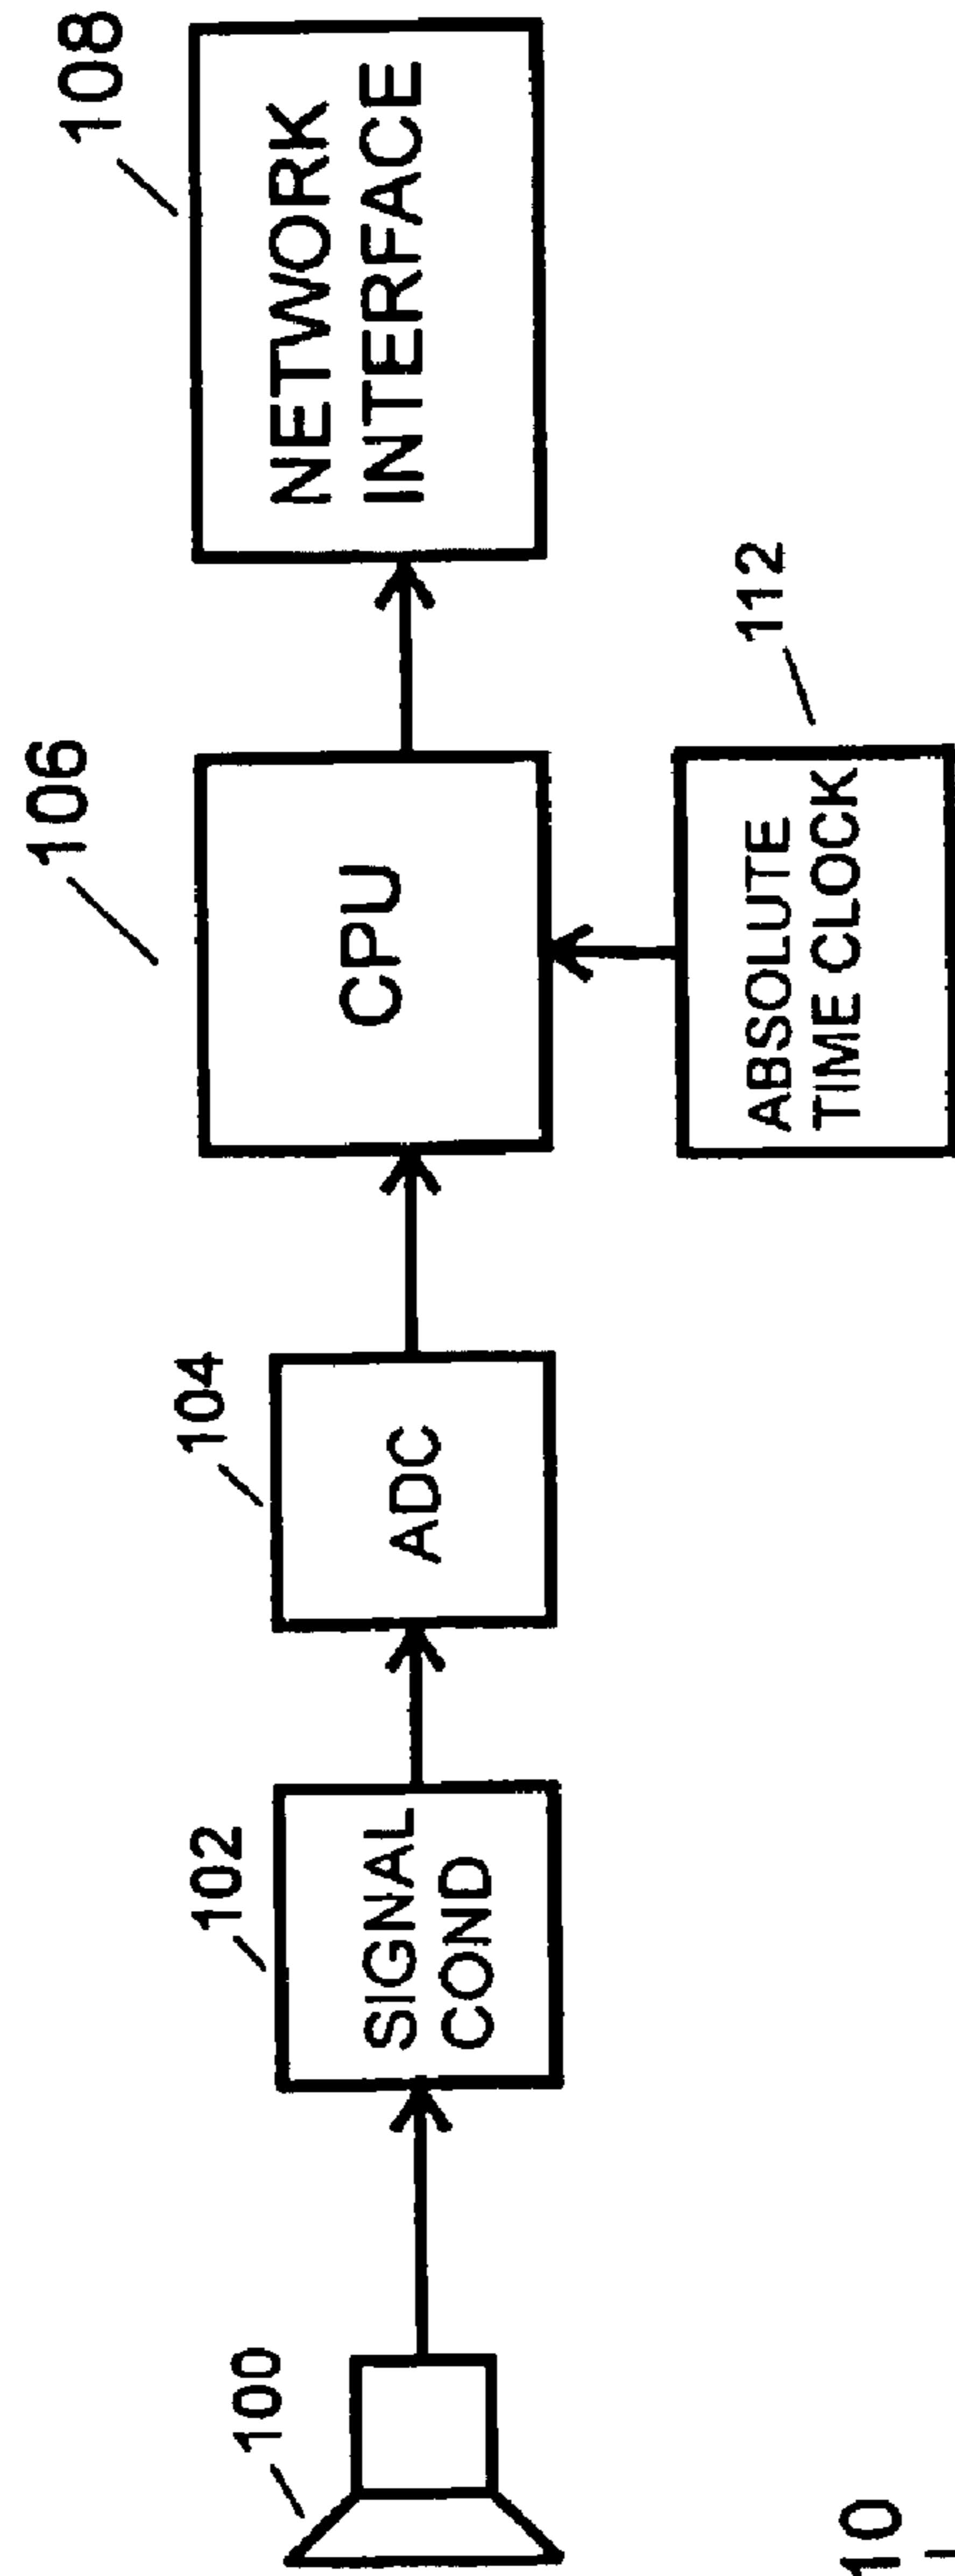 100
102
SIGNAL
COND
104
ADC
106
CPU
108
NETWORK
INTERFACE
112
ABSOLUTE
TIME CLOCK
10